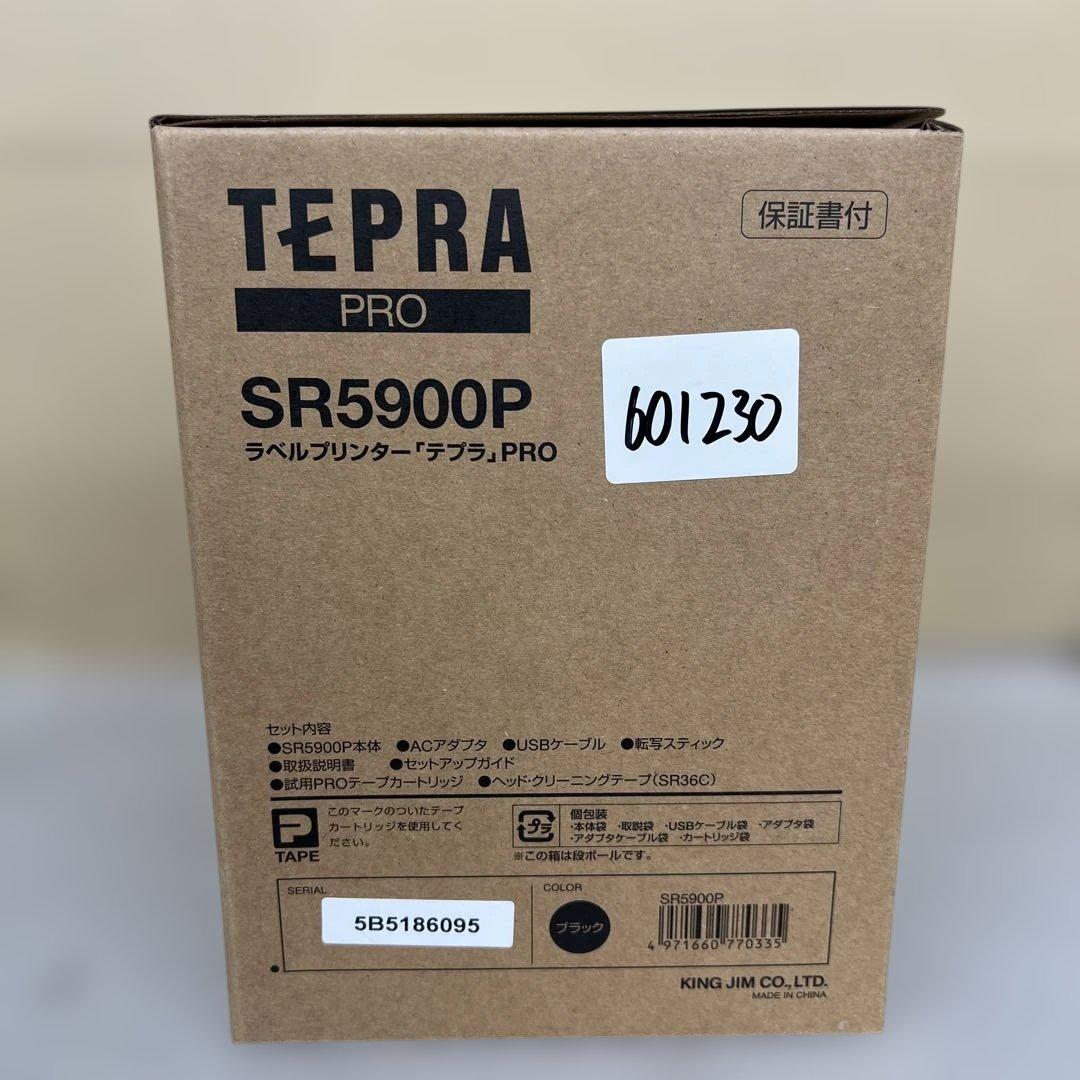 TEPRA
PRO
保証書付
SR5900P
ラベルプリンター「テプラ」PRO
601230
セット内容
●SR5900P本体 ●ACアダプタ ●USBケーブル ●転写スティック
●取扱説明書 ●セットアップガイド
●試用PROテープカートリッジ ●ヘッド・クリーニングテープ(SR36C)
P
TAPE
このマークのついたテープ
カートリッジを使用してく
ださい。
プラ
個包装
・本体袋 ・取説袋 ・USBケーブル袋 ・アダプタ袋
・アダプタケーブル袋 ・カートリッジ袋
※この箱は段ボールです。
SERIAL
5B5186095
COLOR
ブラック
SR5900P
4 971660 770335
KING JIM CO., LTD.
MADE IN CHINA